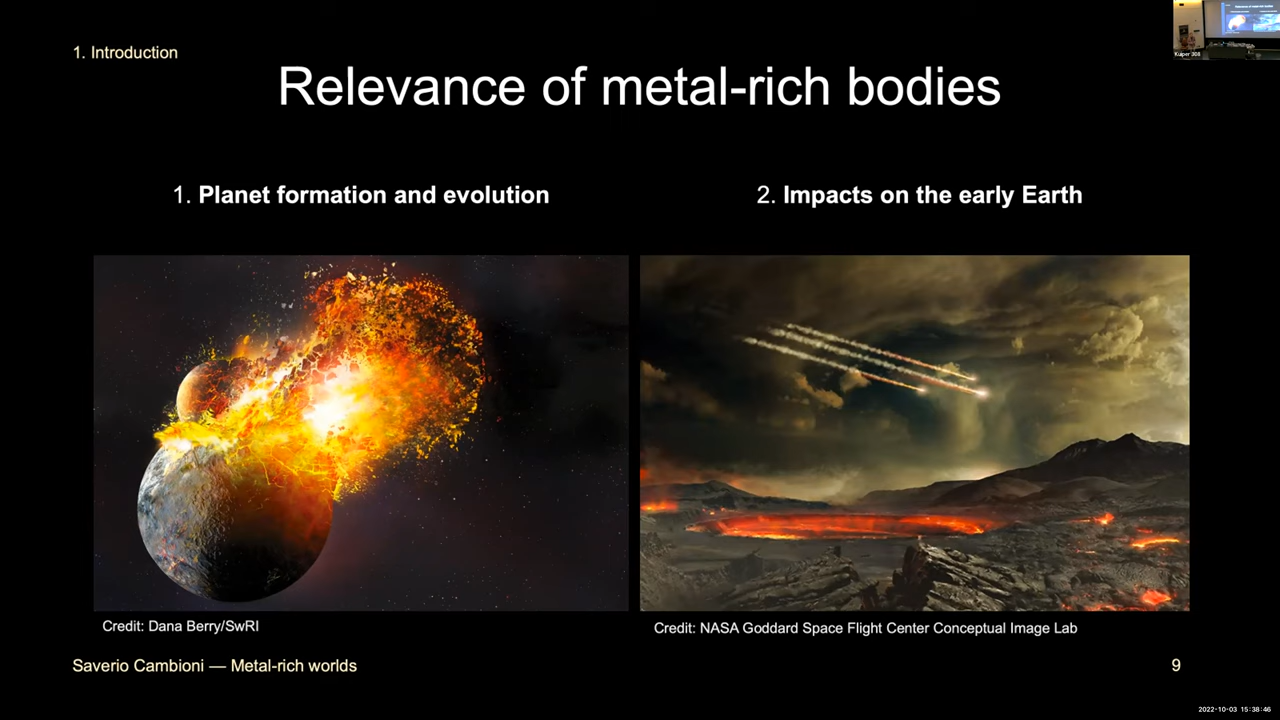 1. Introduction
Relevance of metal-rich bodies
1. Planet formation and evolution
2. Impacts on the early Earth
Credit: Dana Berry/SwRI
Credit: NASA Goddard Space Flight Center Conceptual Image Lab
Saverio Cambioni — Metal-rich worlds
9
Kuiper 308
2022-10-03 15:38:46